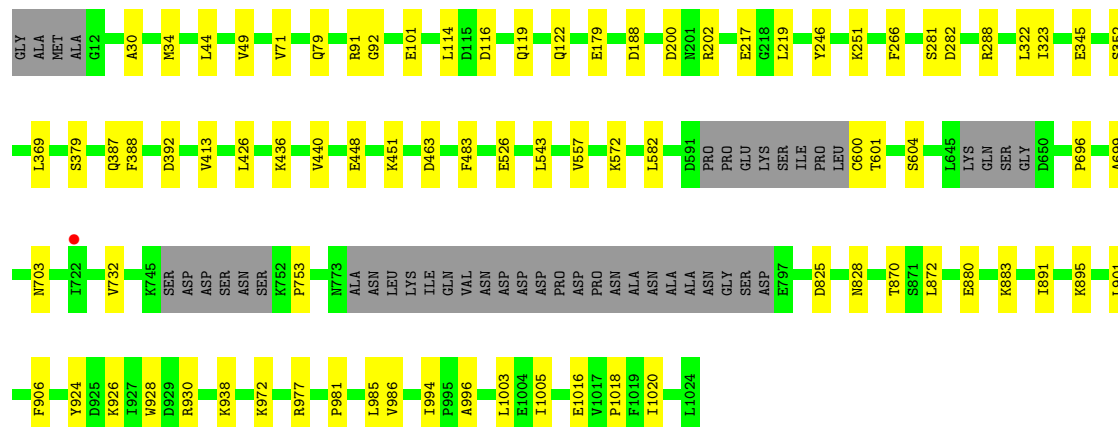 GLY ALA MET ALA G12 A30 M34 L44 V49 V71 Q79 R91 G92 E101 L114 D115 D116 Q119 Q122 E179 D188 D200 N201 R202 E217 G218 L219 Y246 K251 F266 S281 D282 R288 L322 I323 E345
L369 S379 Q387 F388 D392 V413 L426 K436 V440 E448 K451 D463 F483 E526 L543 V557 K572 L582 D591 PRO PRO GLU LYS SER ILE PRO LEU C600 T601 S604 L645 LYS GLN SER GLY D650 P696
N703 I722 V732 K745 SER ASP ASP SER ASN SER K752 P753 N773 ALA ASN LEU LYS ILE GLN VAL ASN ASP ASP ASP PRO ASP PRO ASN ALA ASN ALA ALA ASN GLY SER ASP E797 D825 N828 T870 S871 L872 E880 K883 I891 K895
F906 Y924 D925 K926 I927 W928 D929 R930 K938 K972 R977 P981 L985 V986 I994 P995 A996 L1003 E1004 I1005 E1016 V1017 P1018 F1019 I1020 L1024